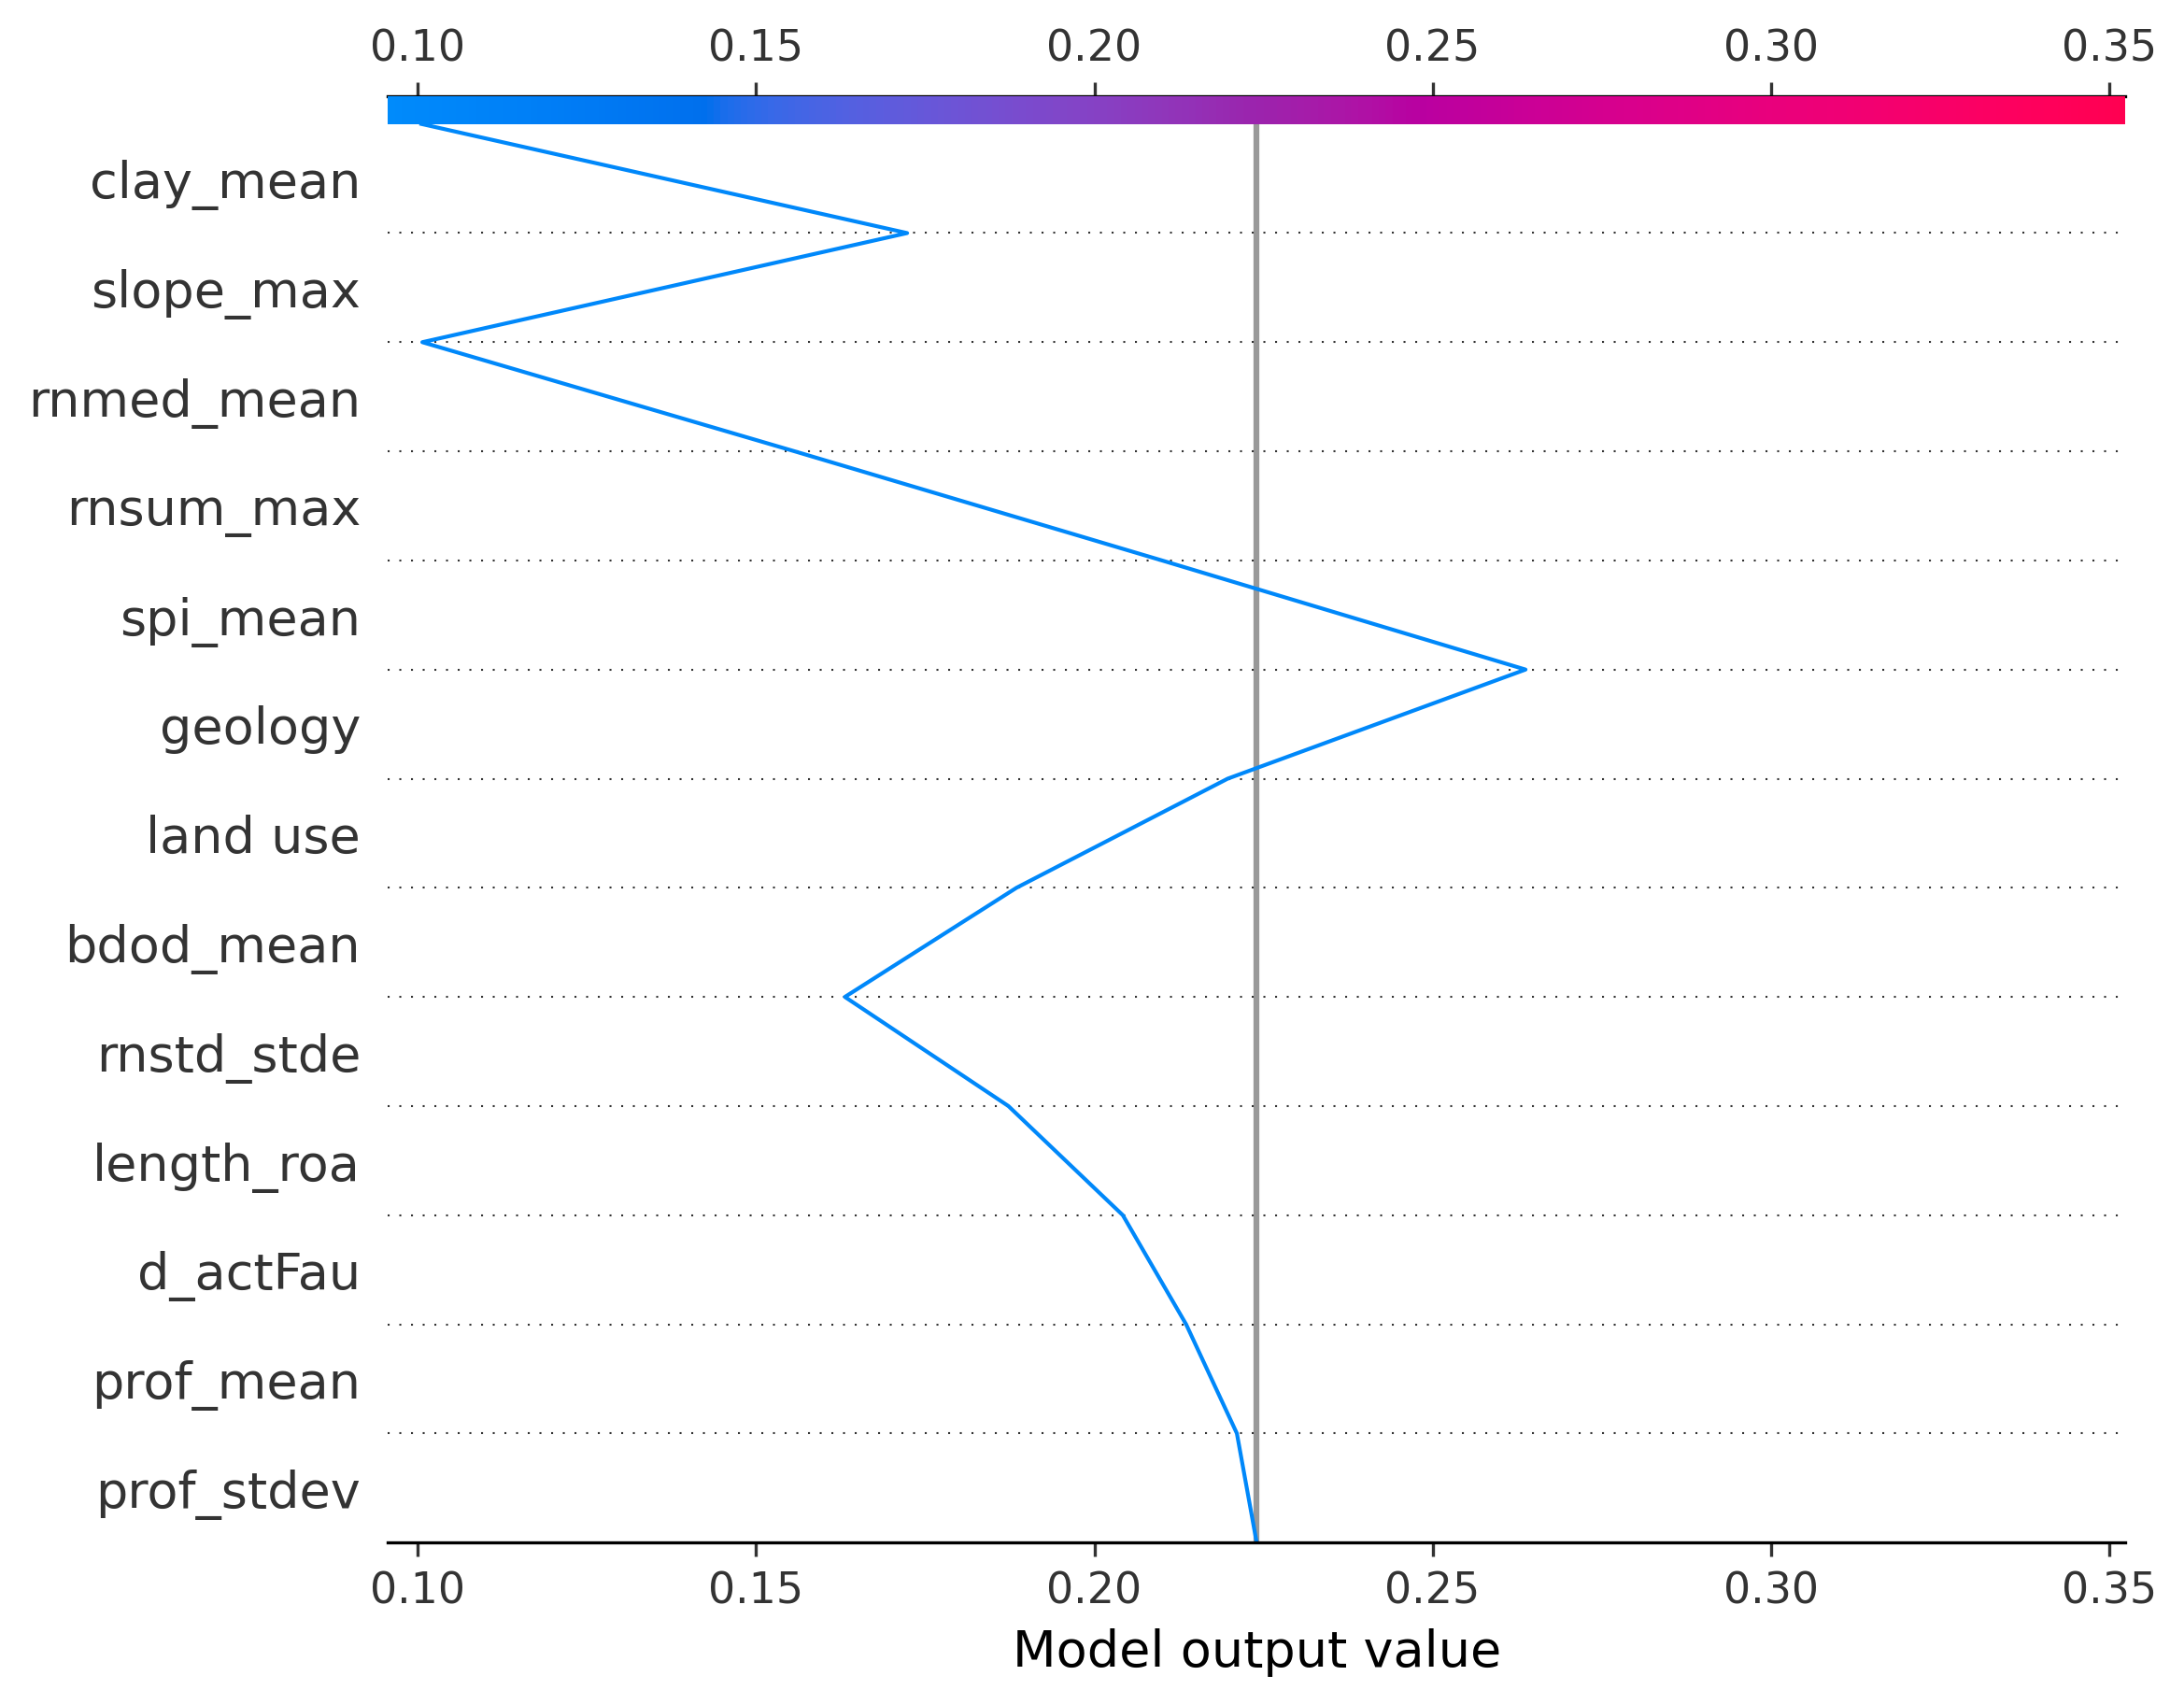 0.10 0.15 0.20 0.25 0.30 0.35
clay_mean
slope_max
rnmed_mean
rnsum_max
spi_mean
geology
land use
bdod_mean
rnstd_stde
length_roa
d_actFau
prof_mean
prof_stdev
0.10 0.15 0.20 0.25 0.30 0.35
Model output value